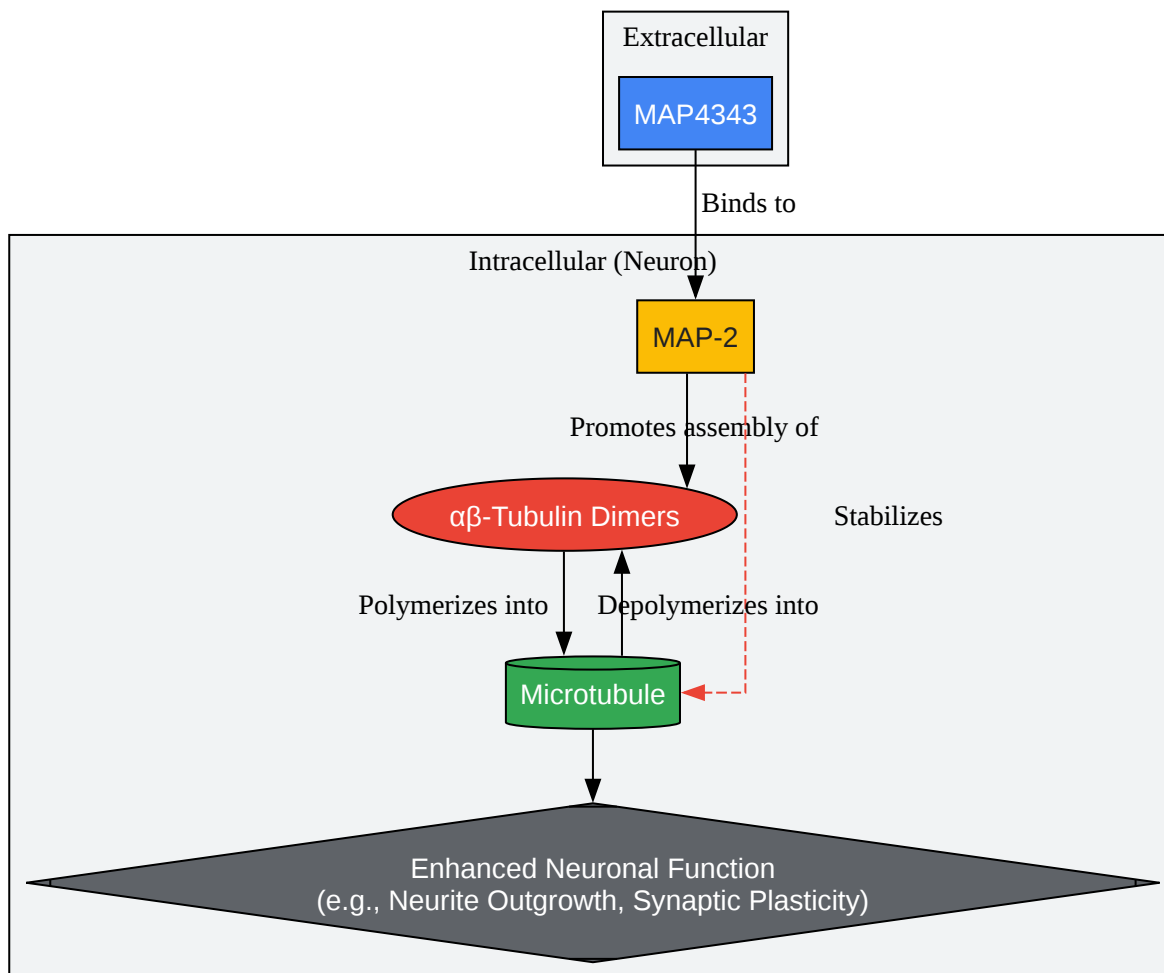 Extracellular
MAP4343
Binds to
Intracellular (Neuron)
MAP-2
Promotes assembly of
αβ-Tubulin Dimers
Stabilizes
Polymerizes into
Depolymerizes into
Microtubule
Enhanced Neuronal Function
(e.g., Neurite Outgrowth, Synaptic Plasticity)